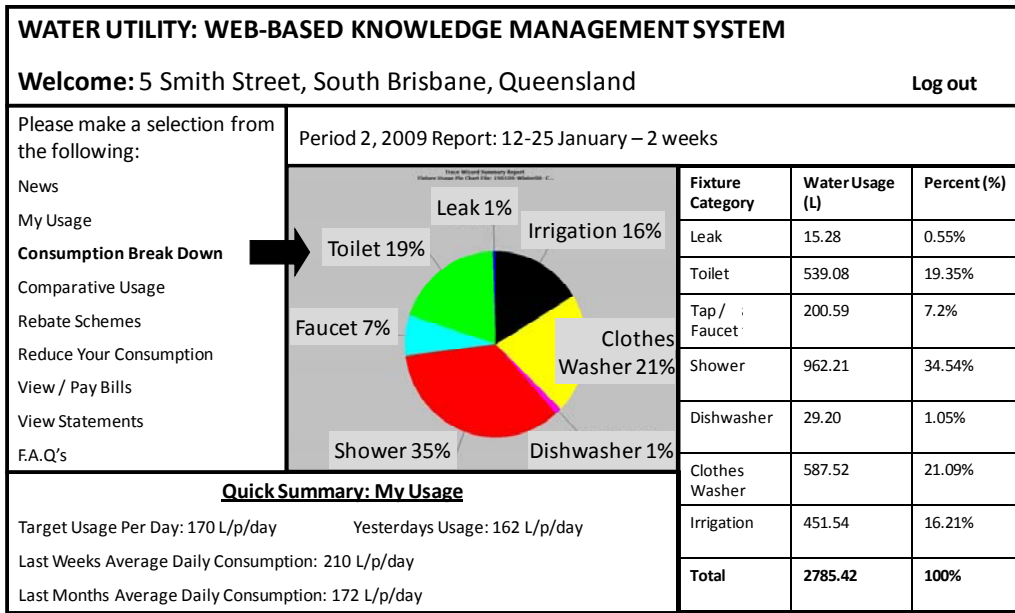 WATER UTILITY: WEB-BASED KNOWLEDGE MANAGEMENT SYSTEM
Welcome: 5 Smith Street, South Brisbane, Queensland
Log out
Please make a selection from
the following:
News
My Usage
Consumption Break Down
Comparative Usage
Rebate Schemes
Reduce Your Consumption
View / Pay Bills
View Statements
F.A.Q's
Period 2, 2009 Report: 12-25 January – 2 weeks
Trace Wizard Summary Report
Leak 1%
Irrigation 16%
Toilet 19%
Faucet 7%
Clothes
Washer 21%
Shower 35%
Dishwasher 1%
Fixture Category Water Usage (L) Percent (%)
Leak 15.28 0.55%
Toilet 539.08 19.35%
Tap / Faucet 200.59 7.2%
Shower 962.21 34.54%
Dishwasher 29.20 1.05%
Clothes Washer 587.52 21.09%
Irrigation 451.54 16.21%
Total 2785.42 100%
Quick Summary: My Usage
Target Usage Per Day: 170 L/p/day Yesterdays Usage: 162 L/p/day
Last Weeks Average Daily Consumption: 210 L/p/day
Last Months Average Daily Consumption: 172 L/p/day